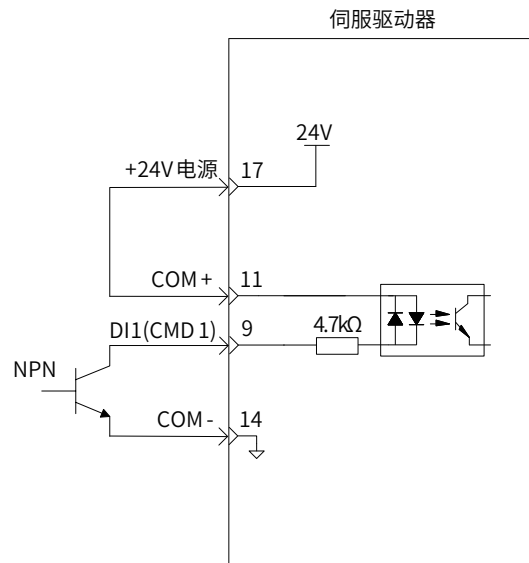 伺服驱动器
24V
+24V电源 17
COM+ 11
DI1(CMD1) 9 4.7kΩ
NPN
COM- 14